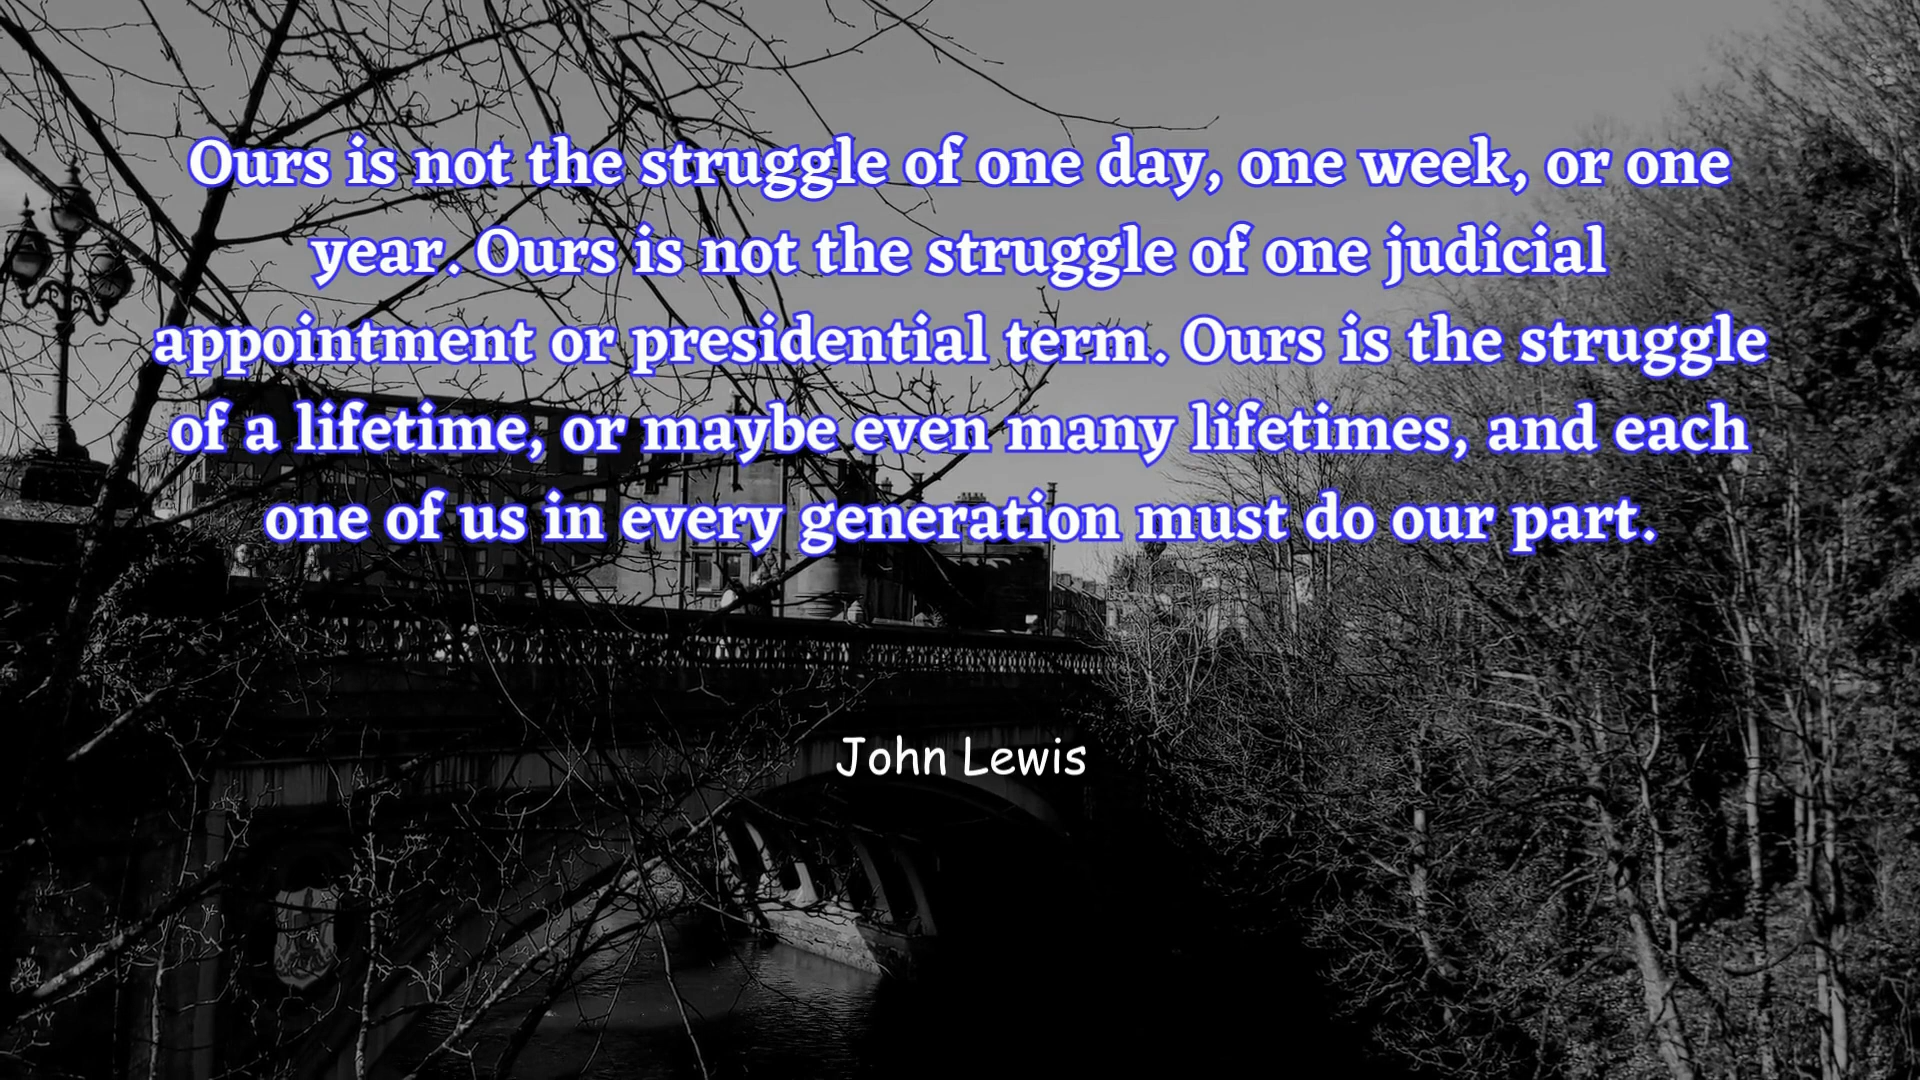 Ours is not the struggle of one day, one week, or one
year. Ours is not the struggle of one judicial
appointment or presidential term. Ours is the struggle
of a lifetime, or maybe even many lifetimes, and each
one of us in every generation must do our part.
John Lewis